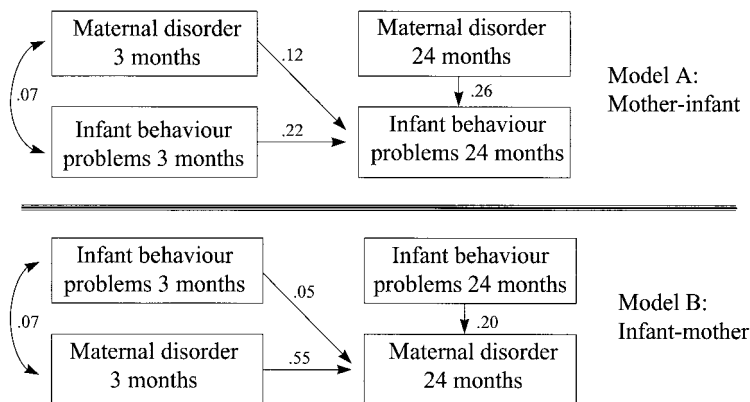 Maternal disorder
3 months
Maternal disorder
24 months
.12
.07
.26
Model A:
Mother-infant
Infant behaviour
problems 3 months
.22
Infant behaviour
problems 24 months
Infant behaviour
problems 3 months
Infant behaviour
problems 24 months
.05
.07
.20
Model B:
Infant-mother
Maternal disorder
3 months
.55
Maternal disorder
24 months